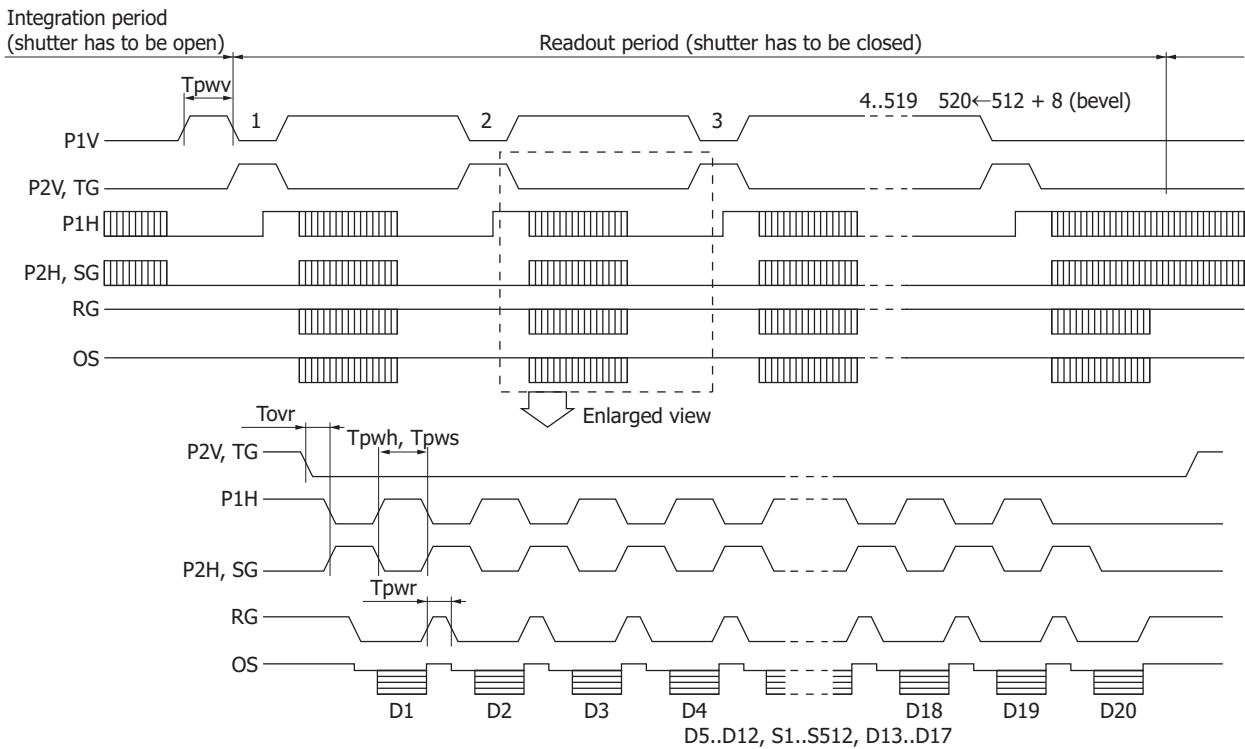 Integration period
(shutter has to be open)
Readout period (shutter has to be closed)
Tpwv
4..519 520←512 + 8 (bevel)
1 2 3
P1V
P2V, TG
P1H
P2H, SG
RG
OS
Enlarged view
Tovr
Tpwh, Tpws
P2V, TG
P1H
P2H, SG
Tpwr
RG
OS
D1 D2 D3 D4 D18 D19 D20
D5..D12, S1..S512, D13..D17